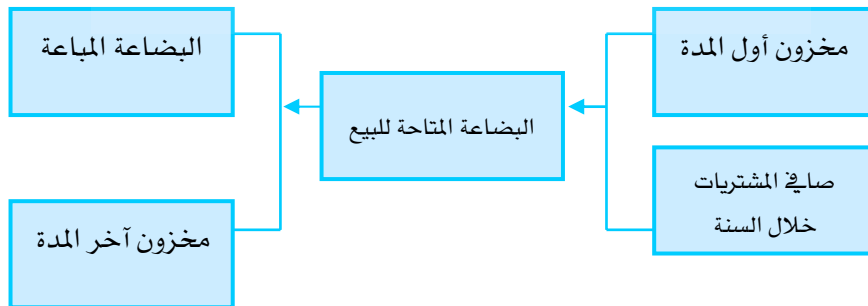 مخزون أول المدة
صافي المشتريات
خلال السنة
البضاعة المتاحة للبيع
البضاعة المباعة
مخزون آخر المدة